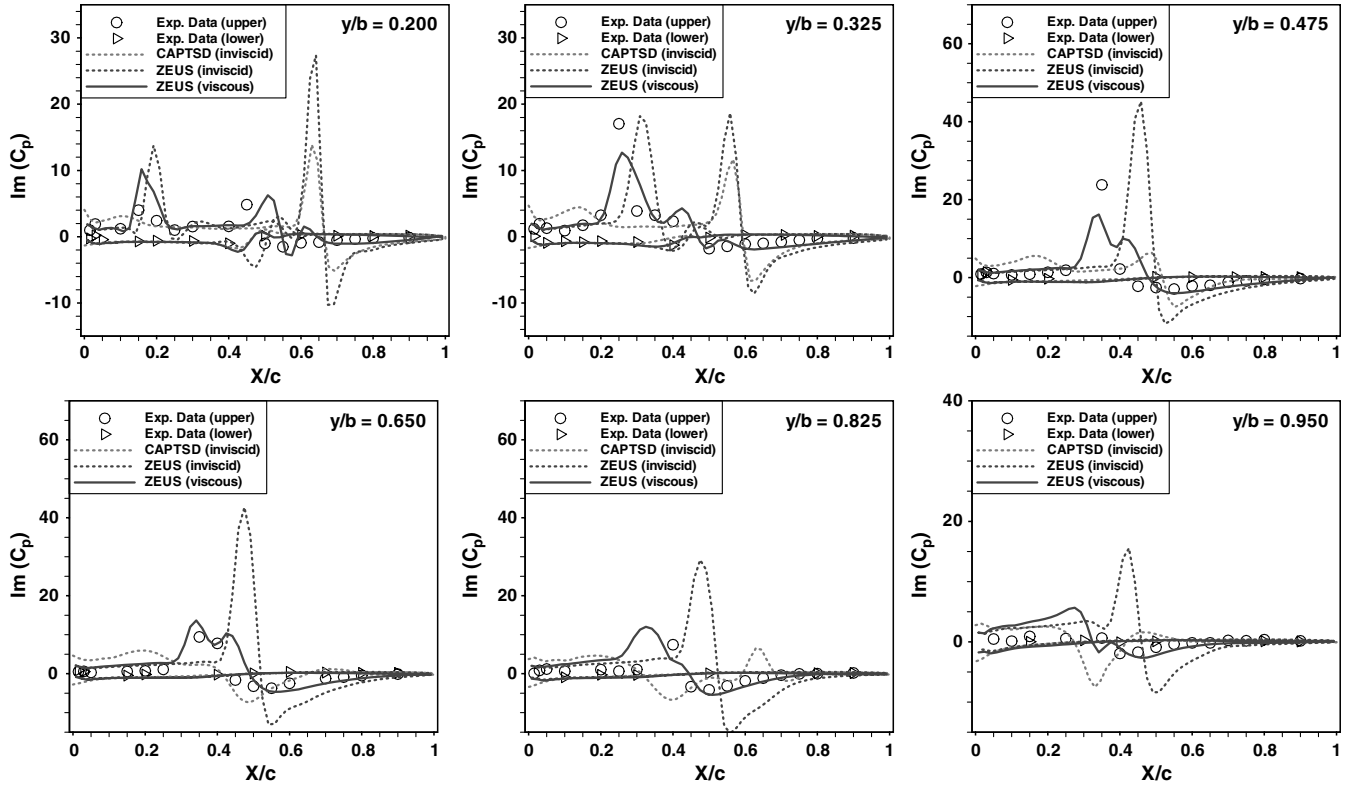 y/b = 0.200
Exp. Data (upper)
Exp. Data (lower)
CAPTSD (inviscid)
ZEUS (inviscid)
ZEUS (viscous)
30
20
10
0
-10
Im (Cp)
0 0.2 0.4 0.6 0.8 1
X/c
y/b = 0.325
Exp. Data (upper)
Exp. Data (lower)
CAPTSD (inviscid)
ZEUS (inviscid)
ZEUS (viscous)
30
20
10
0
-10
Im (Cp)
0 0.2 0.4 0.6 0.8 1
X/c
y/b = 0.475
Exp. Data (upper)
Exp. Data (lower)
CAPTSD (inviscid)
ZEUS (inviscid)
ZEUS (viscous)
60
40
20
0
Im (Cp)
0 0.2 0.4 0.6 0.8 1
X/c
y/b = 0.650
Exp. Data (upper)
Exp. Data (lower)
CAPTSD (inviscid)
ZEUS (inviscid)
ZEUS (viscous)
60
40
20
0
Im (Cp)
0 0.2 0.4 0.6 0.8 1
X/c
y/b = 0.825
Exp. Data (upper)
Exp. Data (lower)
CAPTSD (inviscid)
ZEUS (inviscid)
ZEUS (viscous)
60
40
20
0
Im (Cp)
0 0.2 0.4 0.6 0.8 1
X/c
y/b = 0.950
Exp. Data (upper)
Exp. Data (lower)
CAPTSD (inviscid)
ZEUS (inviscid)
ZEUS (viscous)
40
20
0
Im (Cp)
0 0.2 0.4 0.6 0.8 1
X/c